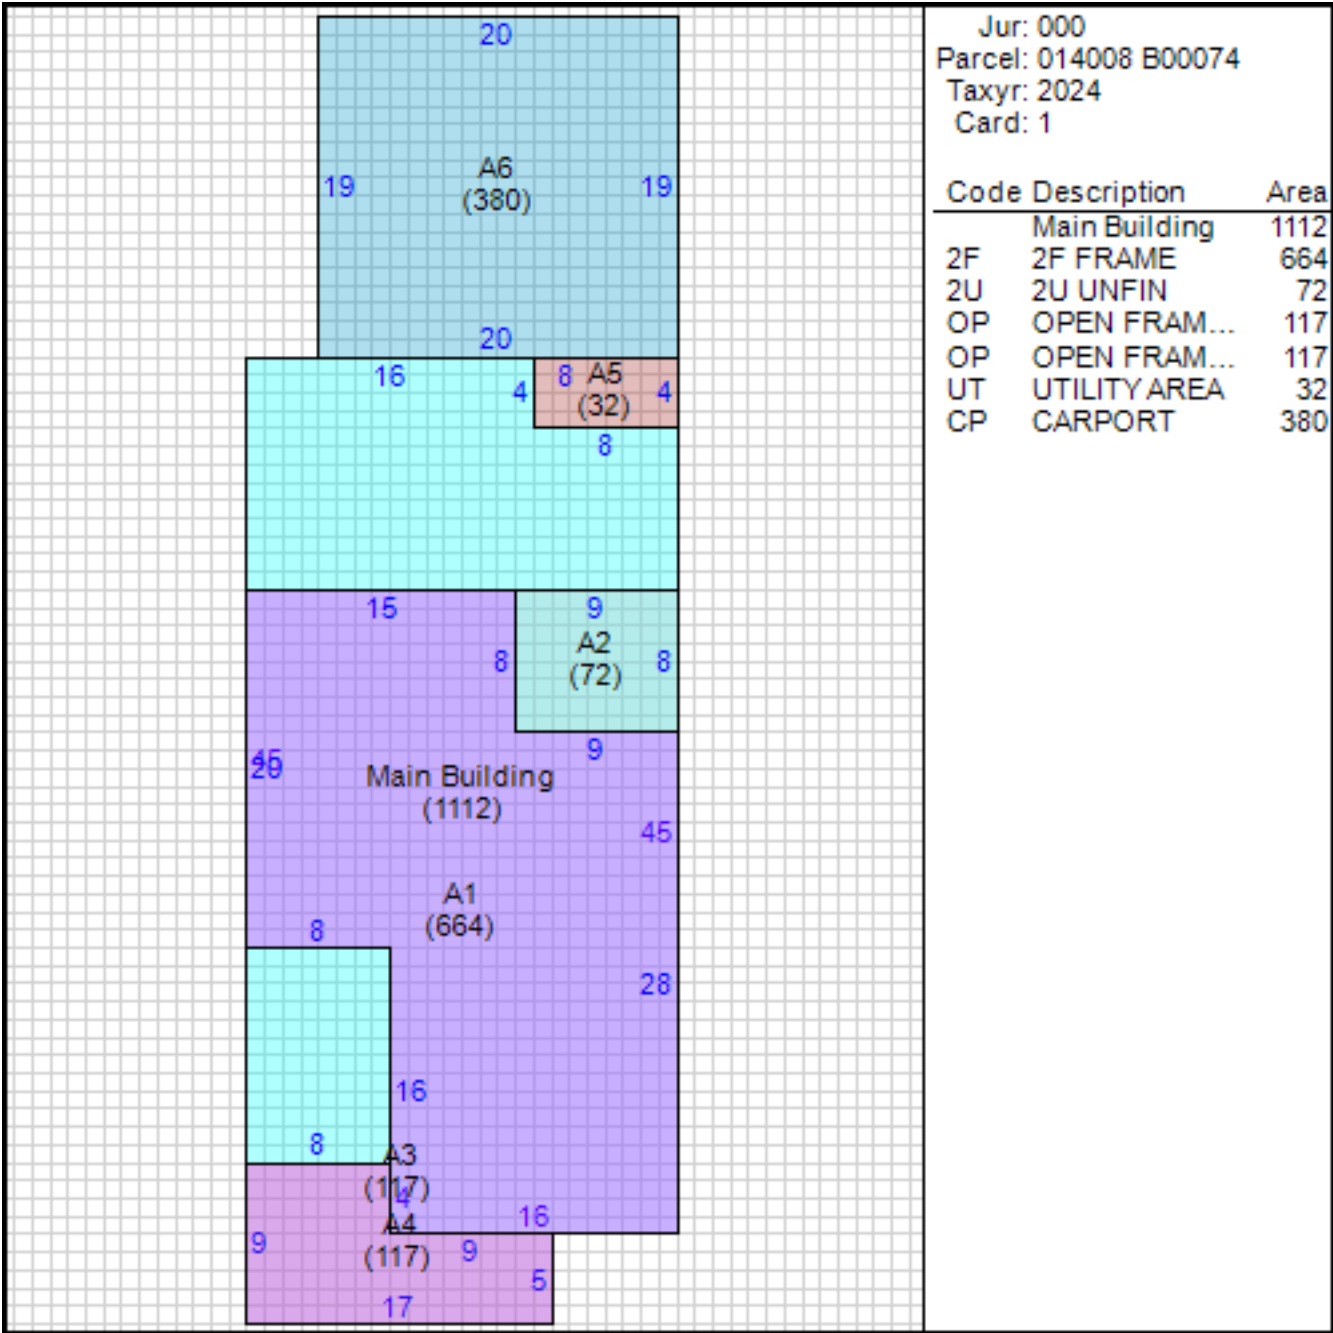 20
A6
(380)
19
19
20
16
4
8
A5
(32)
4
8
15
9
A2
(72)
8
8
9
45
20
Main Building
(1112)
45
A1
(664)
8
28
16
8
A3
(117)
4
16
A4
(117)
9
9
5
17
Jur: 000
Parcel: 014008 B00074
Taxyr: 2024
Card: 1
Code Description Area
Main Building 1112
2F 2F FRAME 664
2U 2U UNFIN 72
OP OPEN FRAM... 117
OP OPEN FRAM... 117
UT UTILITY AREA 32
CP CARPORT 380